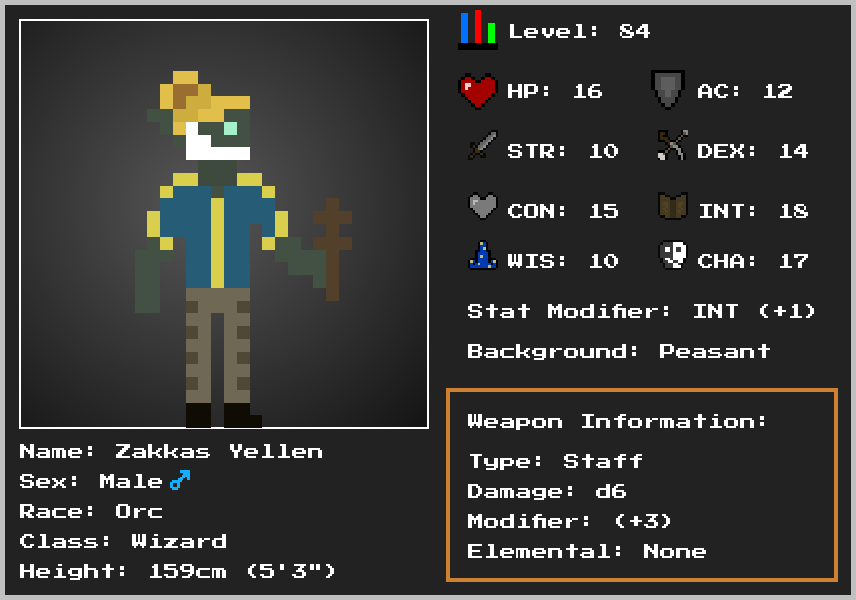 Level: 84
HP: 16
AC: 12
STR: 10
DEX: 14
CON: 15
INT: 18
WIS: 10
CHA: 17
Stat Modifier: INT (+1)
Background: Peasant
Weapon Information:
Type: Staff
Damage: d6
Modifier: (+3)
Elemental: None
Name: Zakkas Yellen
Sex: Male ♂
Race: Orc
Class: Wizard
Height: 159cm (5'3")